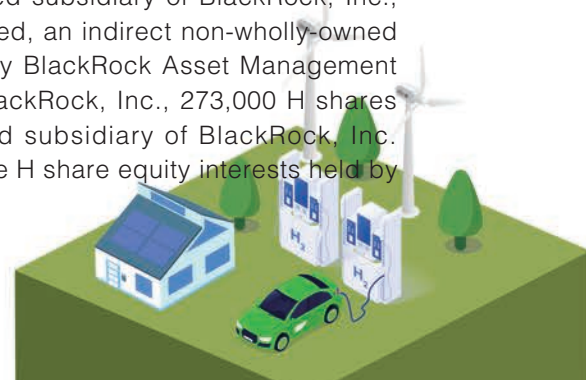 ed subsidiary of BlackRock, Inc.,
ed, an indirect non-wholly-owned
y BlackRock Asset Management
ackRock, Inc., 273,000 H shares
d subsidiary of BlackRock, Inc.
e H share equity interests held by
H2
H2